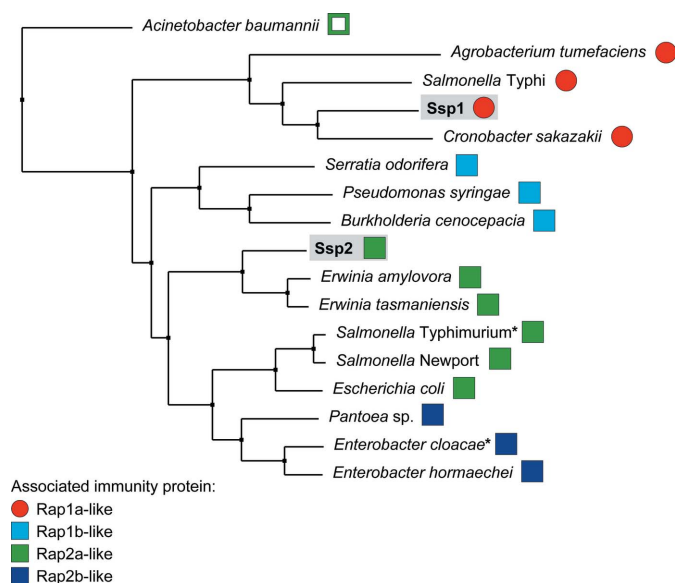 Acinetobacter baumannii
Agrobacterium tumefaciens
Salmonella Typhi
Ssp1
Cronobacter sakazakii
Serratia odorifera
Pseudomonas syringae
Burkholderia cenocepacia
Ssp2
Erwinia amylovora
Erwinia tasmaniensis
Salmonella Typhimurium*
Salmonella Newport
Escherichia coli
Pantoea sp.
Enterobacter cloacae*
Enterobacter hormaechei
Associated immunity protein:
Rap1a-like
Rap1b-like
Rap2a-like
Rap2b-like